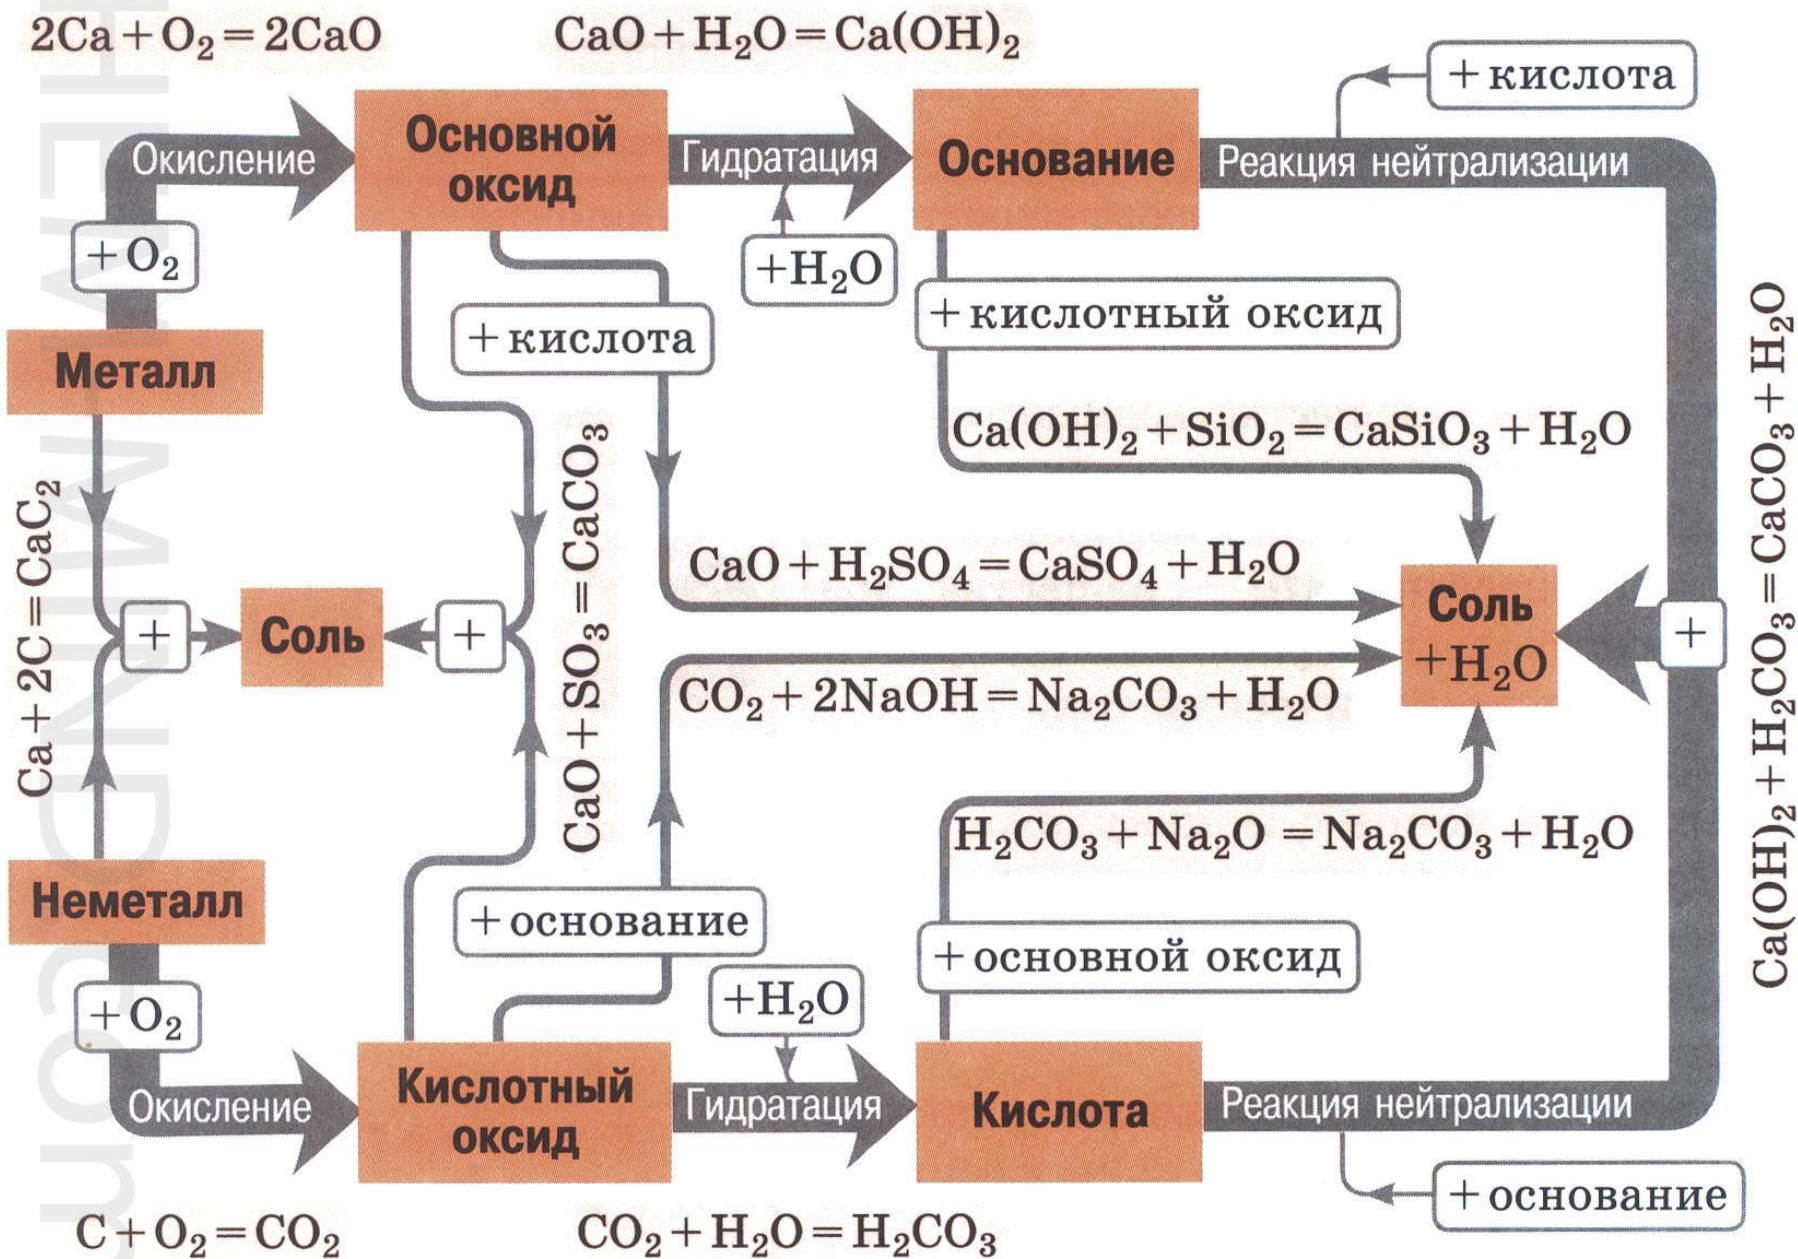 2Ca + O₂ = 2CaO
CaO + H₂O = Ca(OH)₂
+ кислота
Окисление
Основной
оксид
Гидратация
Основание
Реакция нейтрализации
+ O₂
+H₂O
+ кислота
+ кислотный оксид
Металл
Ca(OH)₂ + SiO₂ = CaSiO₃ + H₂O
Ca + 2C = CaC₂
CaO + SO₃ = CaCO₃
CaO + H₂SO₄ = CaSO₄ + H₂O
+
Соль
+
Соль
+H₂O
+
Ca(OH)₂ + H₂CO₃ = CaCO₃ + H₂O
CO₂ + 2NaOH = Na₂CO₃ + H₂O
H₂CO₃ + Na₂O = Na₂CO₃ + H₂O
Неметалл
+ основание
+ основной оксид
+ O₂
+H₂O
Окисление
Кислотный
оксид
Гидратация
Кислота
Реакция нейтрализации
+ основание
C + O₂ = CO₂
CO₂ + H₂O = H₂CO₃